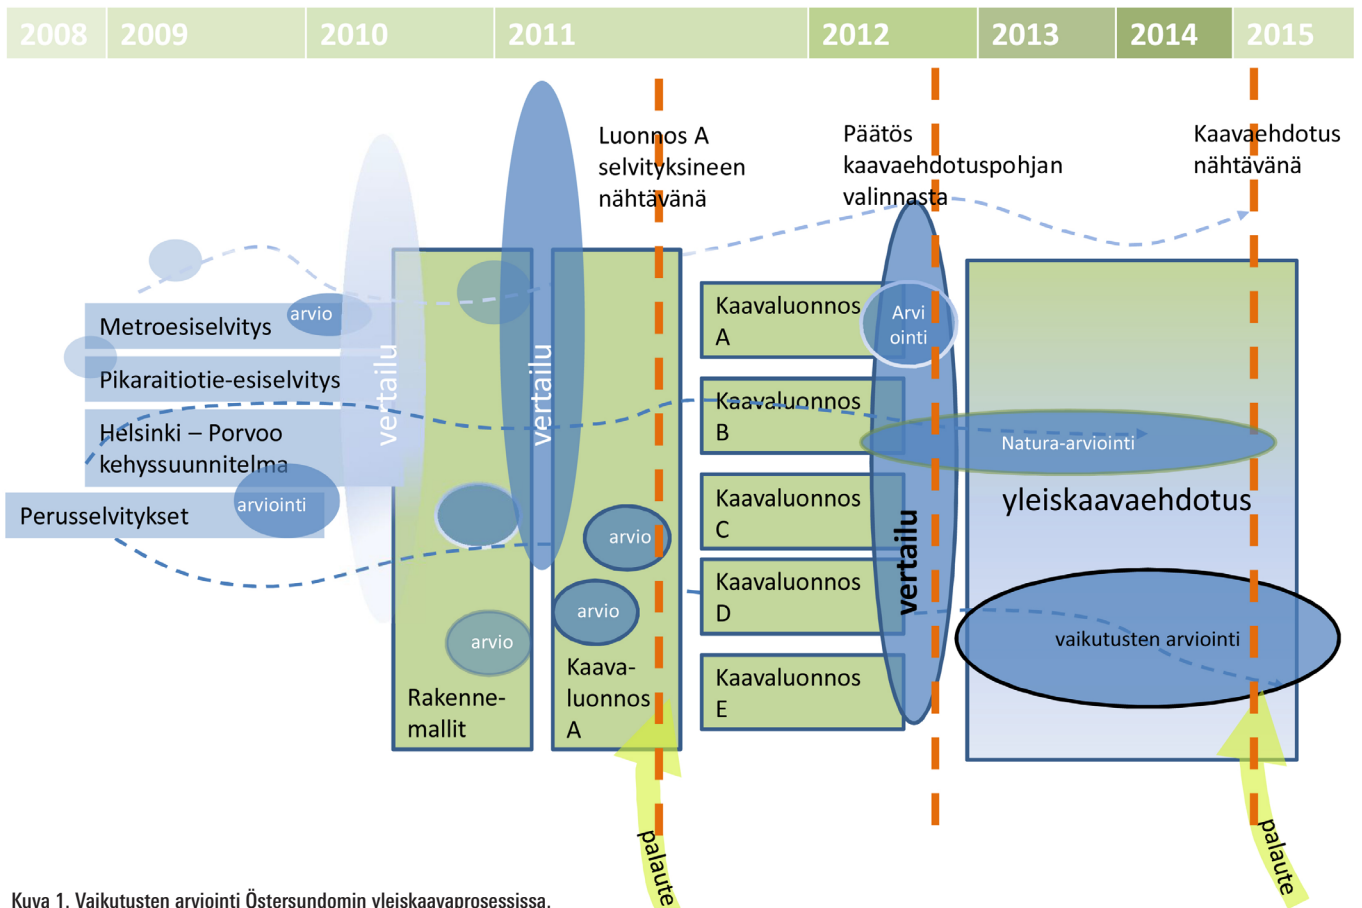 2008
2009
2010
2011
2012
2013
2014
2015
Luonnos A
selvityksineen
nähtävänä
Päätös
kaavaehdotuspohjan
valinnasta
Kaavaehdotus
nähtävänä
Metroesiselvitys
arvio
Pikaraitiotie-esiselvitys
Helsinki – Porvoo
kehyssuunnitelma
Perusselvitykset
arviointi
vertailu
vertailu
arvio
Rakenne-
mallit
arvio
arvio
Kaava-
luonnos
A
Kaavaluonnos
A
Kaavaluonnos
B
Kaavaluonnos
C
Kaavaluonnos
D
Kaavaluonnos
E
Arvi
ointi
vertailu
Natura-arviointi
yleiskaavaehdotus
vaikutusten arviointi
palaute
palaute
Kuva 1. Vaikutusten arviointi Östersundomin yleiskaavaprosessissa.